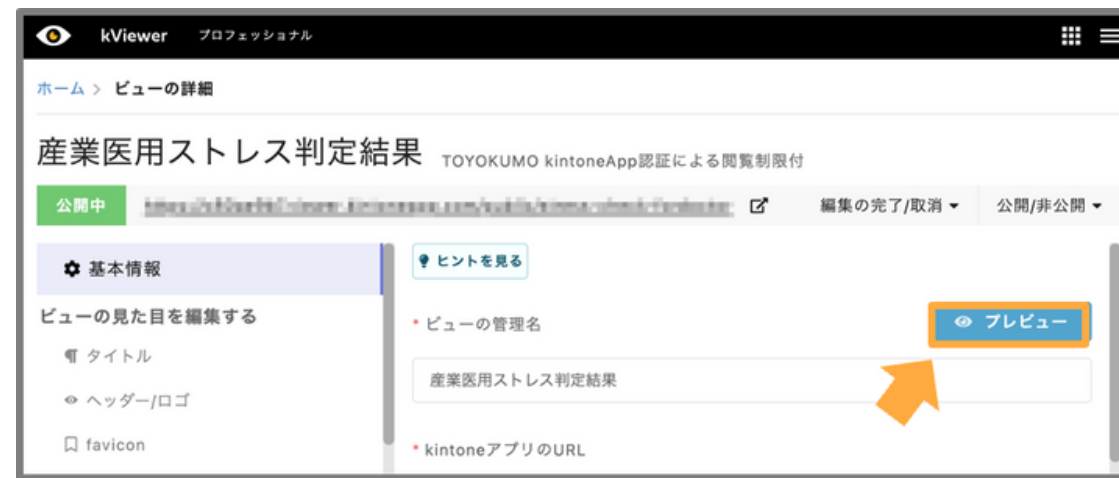 kViewer プロフェッショナル
ホーム > ビューの詳細
産業医用ストレス判定結果 TOYOKUMO kintoneApp認証による閲覧制限付
公開中 編集の完了/取消 公開/非公開
基本情報
ヒントを見る
ビューの見た目を編集する
* ビューの管理名
プレビュー
タイトル
産業医用ストレス判定結果
ヘッダー/ロゴ
favicon
* kintoneアプリのURL